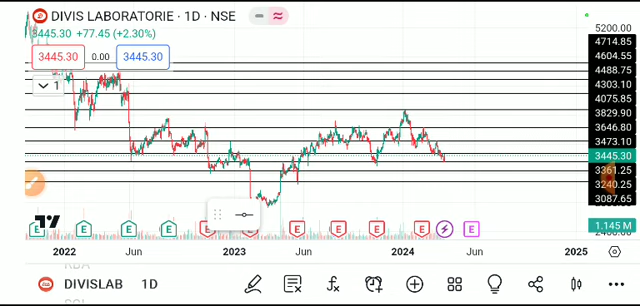 DIVIS LABORATORIE · 1D · NSE
3445.30 +77.45 (+2.30%)
3445.30 0.00 3445.30
1
5200.00
4714.85
4604.55
4488.75
4303.10
4075.85
3829.90
3646.80
3473.10
3445.30
3361.25
3240.25
3087.65
1.145 M
E E E E E E E E E E E
2022 Jun 2023 Jun 2024 Jun 2025
DIVISLAB 1D